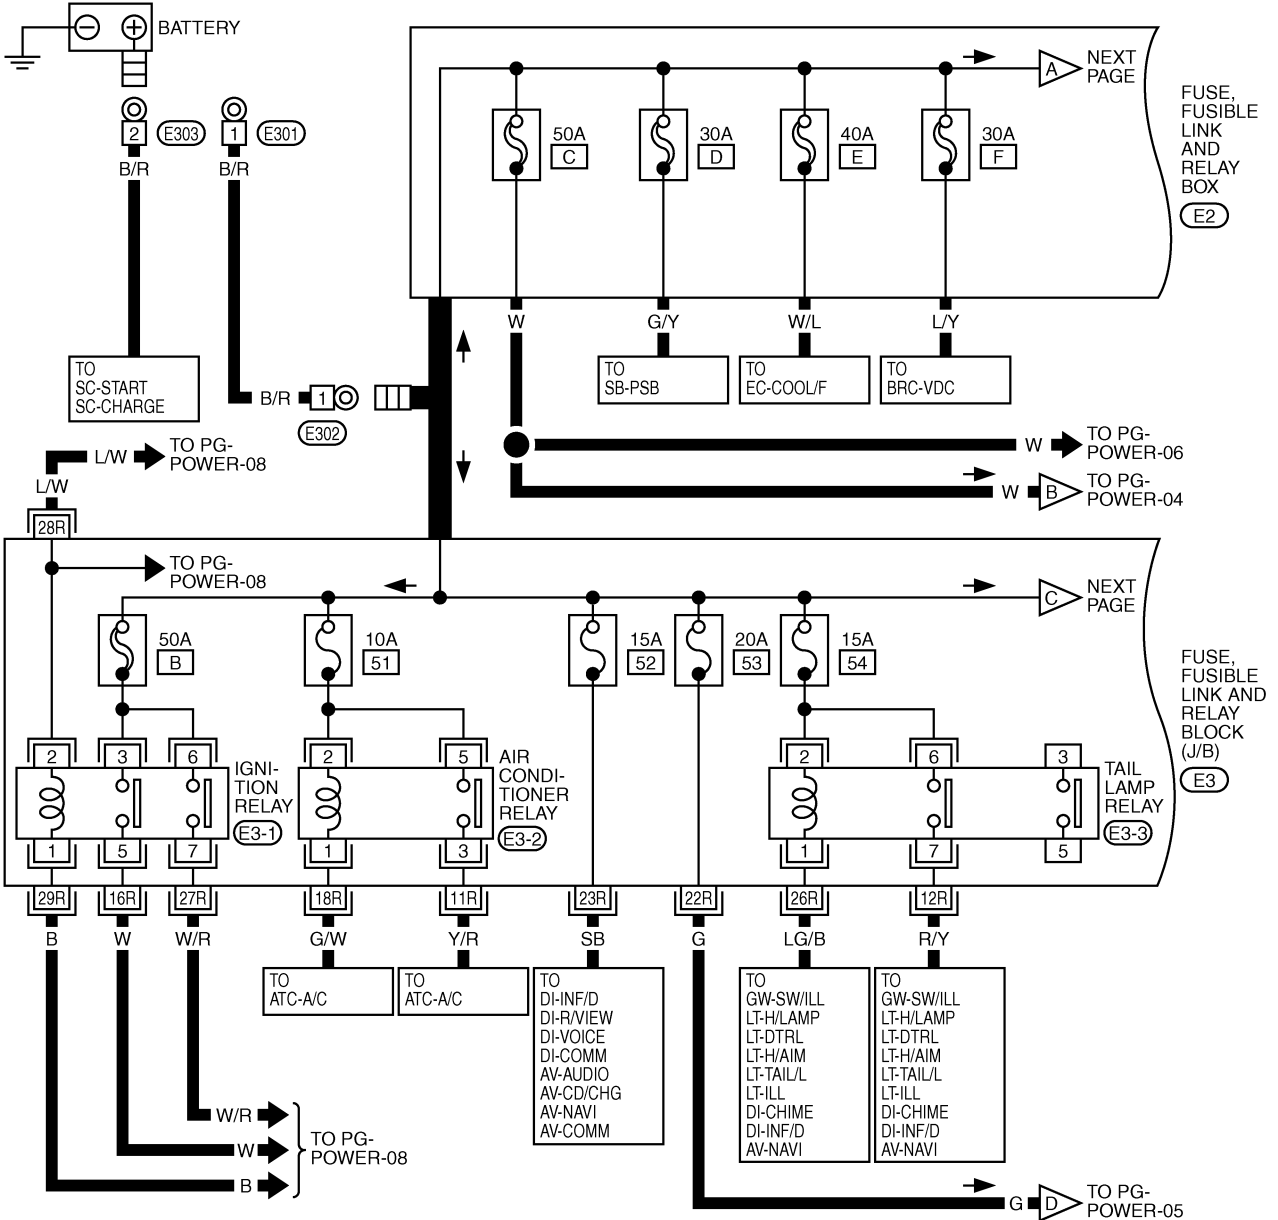 BATTERY
2
E303
1
E301
B/R
B/R
TO
SC-START
SC-CHARGE
B/R
1
E302
A
NEXT
PAGE
50A
C
30A
D
40A
E
30A
F
FUSE,
FUSIBLE
LINK
AND
RELAY
BOX
E2
W
G/Y
W/L
L/Y
TO
SB-PSB
TO
EC-COOL/F
TO
BRC-VDC
W
TO PG-
POWER-06
W
B
TO PG-
POWER-04
L/W
TO PG-
POWER-08
L/W
28R
TO PG-
POWER-08
C
NEXT
PAGE
50A
B
10A
51
15A
52
20A
53
15A
54
FUSE,
FUSIBLE
LINK AND
RELAY
BLOCK
(J/B)
E3
2
3
6
1
5
7
IGNI-
TION
RELAY
E3-1
2
5
1
3
AIR
CONDI-
TIONER
RELAY
E3-2
2
6
3
1
7
5
TAIL
LAMP
RELAY
E3-3
29R
16R
27R
18R
11R
23R
22R
26R
12R
B
W
W/R
G/W
Y/R
SB
G
LG/B
R/Y
TO
ATC-A/C
TO
ATC-A/C
TO
DI-INF/D
DI-R/VIEW
DI-VOICE
DI-COMM
AV-AUDIO
AV-CD/CHG
AV-NAVI
AV-COMM
TO
GW-SW/ILL
LT-H/LAMP
LT-DTRL
LT-H/AIM
LT-TAIL/L
LT-ILL
DI-CHIME
DI-INF/D
AV-NAVI
TO
GW-SW/ILL
LT-H/LAMP
LT-DTRL
LT-H/AIM
LT-TAIL/L
LT-ILL
DI-CHIME
DI-INF/D
AV-NAVI
W/R
W
B
TO PG-
POWER-08
G
D
TO PG-
POWER-05